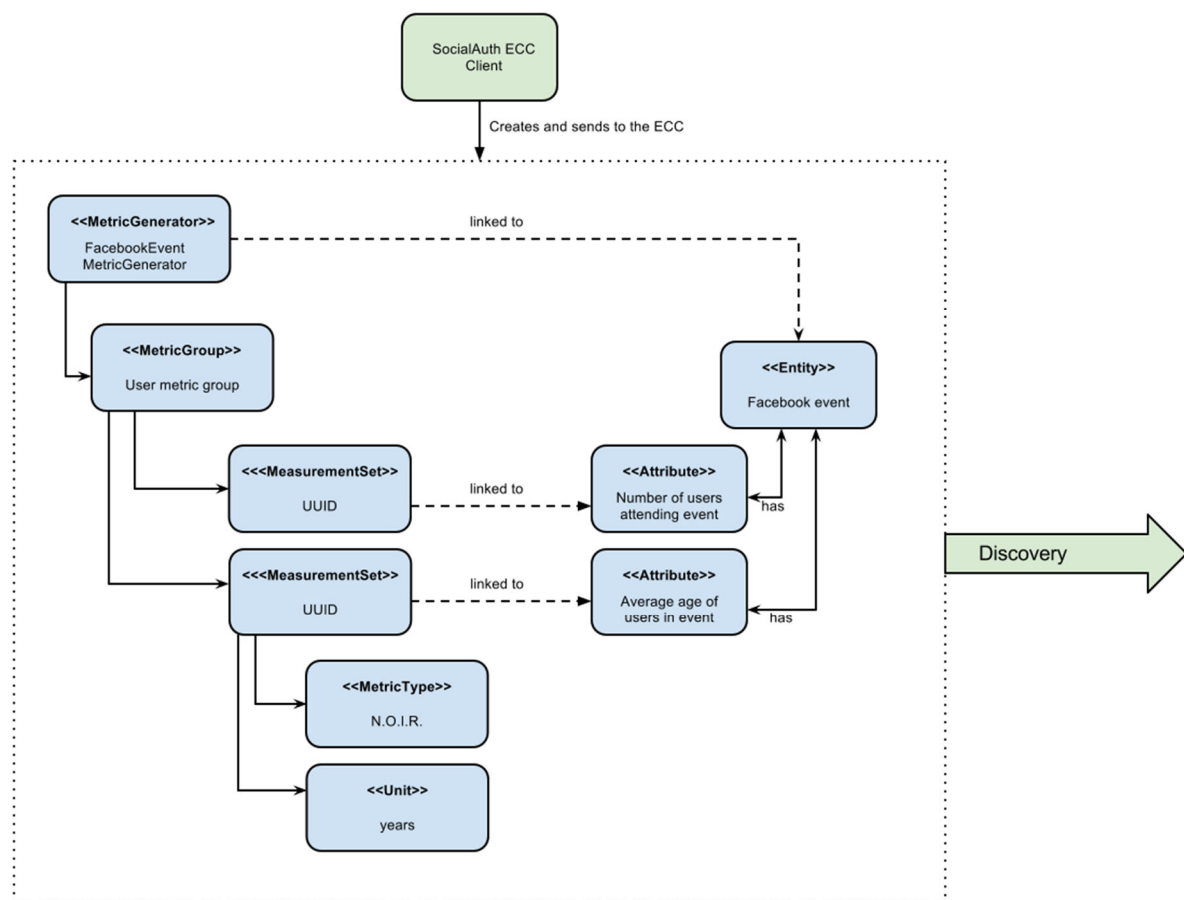 SocialAuth ECC
Client
Creates and sends to the ECC
<<MetricGenerator>>
FacebookEvent
MetricGenerator
linked to
<<MetricGroup>>
User metric group
<<Entity>>
Facebook event
<<<MeasurementSet>>
UUID
linked to
<<Attribute>>
Number of users
attending event
has
<<<MeasurementSet>>
UUID
linked to
<<Attribute>>
Average age of
users in event
has
Discovery
<<MetricType>>
N.O.I.R.
<<Unit>>
years